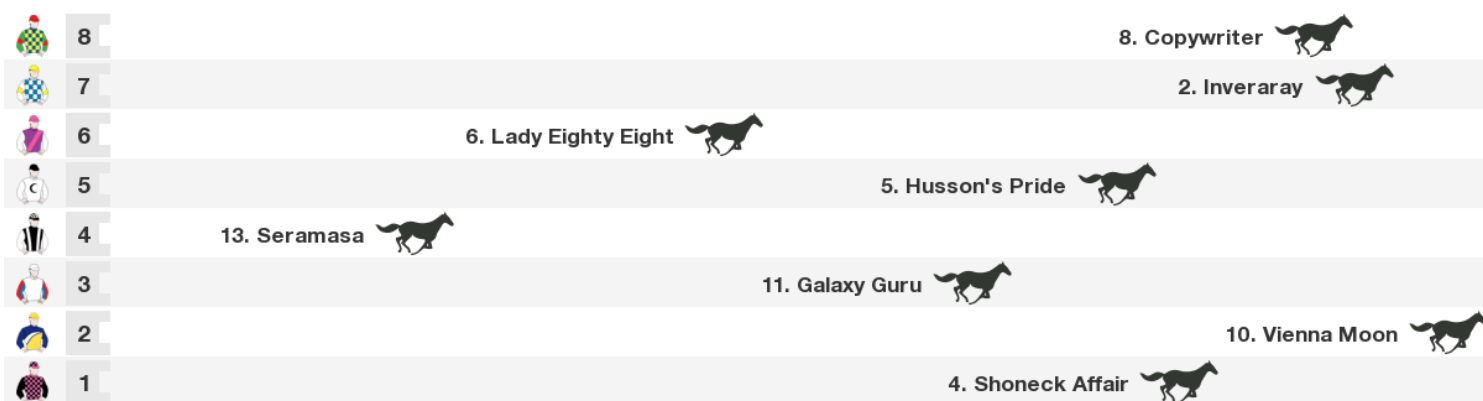 8 8. Copywriter
7 2. Inveraray
6 6. Lady Eighty Eight
5 5. Husson's Pride
4 13. Seramasa
3 11. Galaxy Guru
2 10. Vienna Moon
1 4. Shoneck Affair